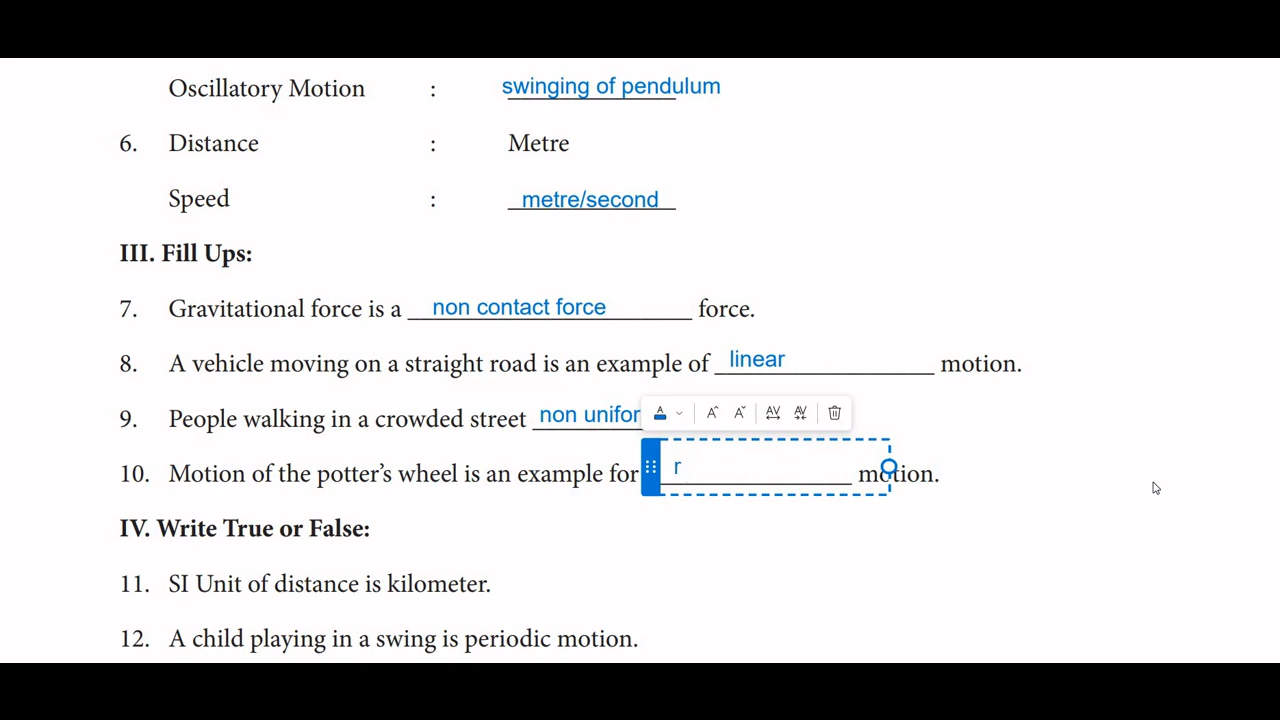 Oscillatory Motion : swinging of pendulum
6. Distance : Metre
Speed : metre/second
III. Fill Ups:
7. Gravitational force is a non contact force force.
8. A vehicle moving on a straight road is an example of linear motion.
9. People walking in a crowded street non unifor
10. Motion of the potter's wheel is an example for r motion.
IV. Write True or False:
11. SI Unit of distance is kilometer.
12. A child playing in a swing is periodic motion.